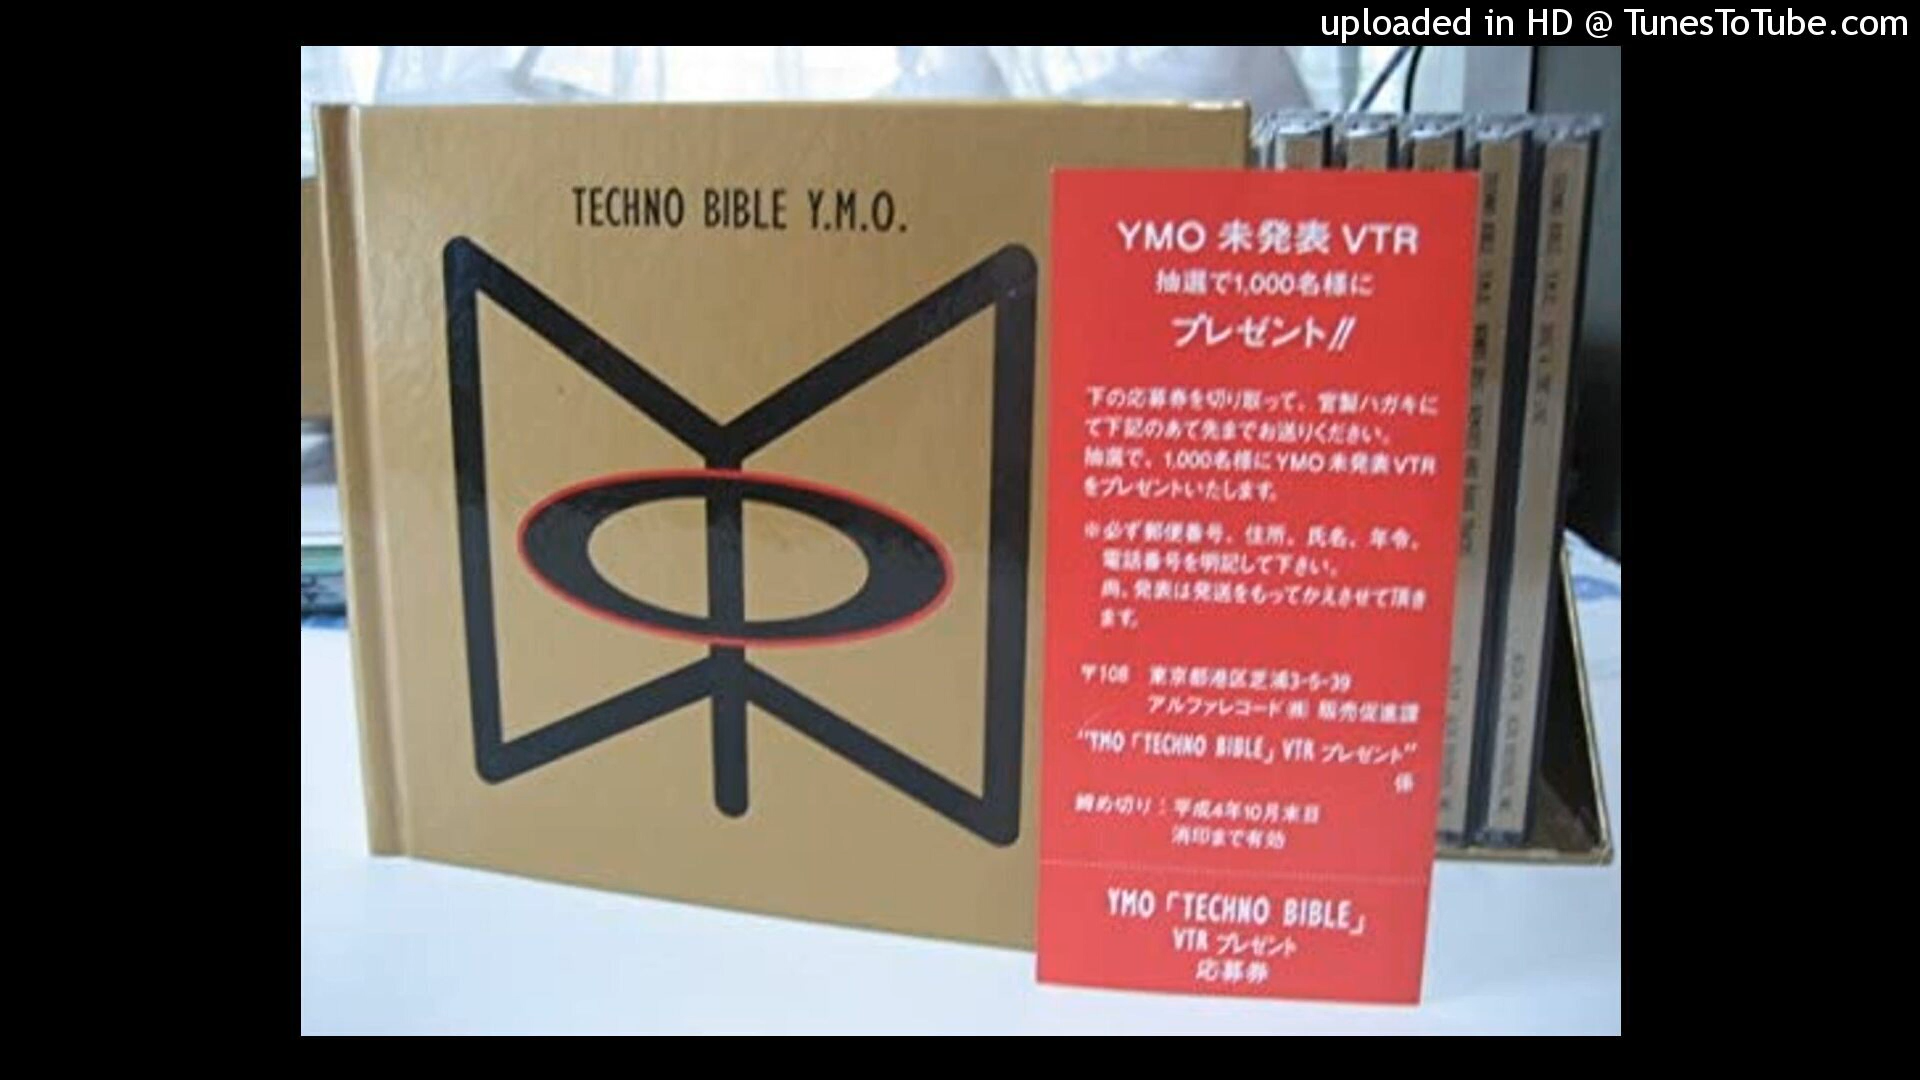 uploaded in HD @ TunesToTube.com
TECHNO BIBLE Y.M.O.
YMO 未発表 VTR
抽選で1,000名様に
プレゼント!!
下の応募券を切り取って、官製ハガキに
て下記のあて先までお送りください。
抽選で、1,000名様にYMO未発表VTR
をプレゼントいたします。
※必ず郵便番号、住所、氏名、年令、
電話番号を明記して下さい。
尚、発表は発送をもってかえさせて頂き
ます。
〒108 東京都港区芝浦3-5-39
アルファレコード㈱ 販売促進課
"YMO「TECHNO BIBLE」VTR プレゼント"
係
締め切り：平成4年10月末日
消印まで有効
YMO「TECHNO BIBLE」
VTR プレゼント
応募券